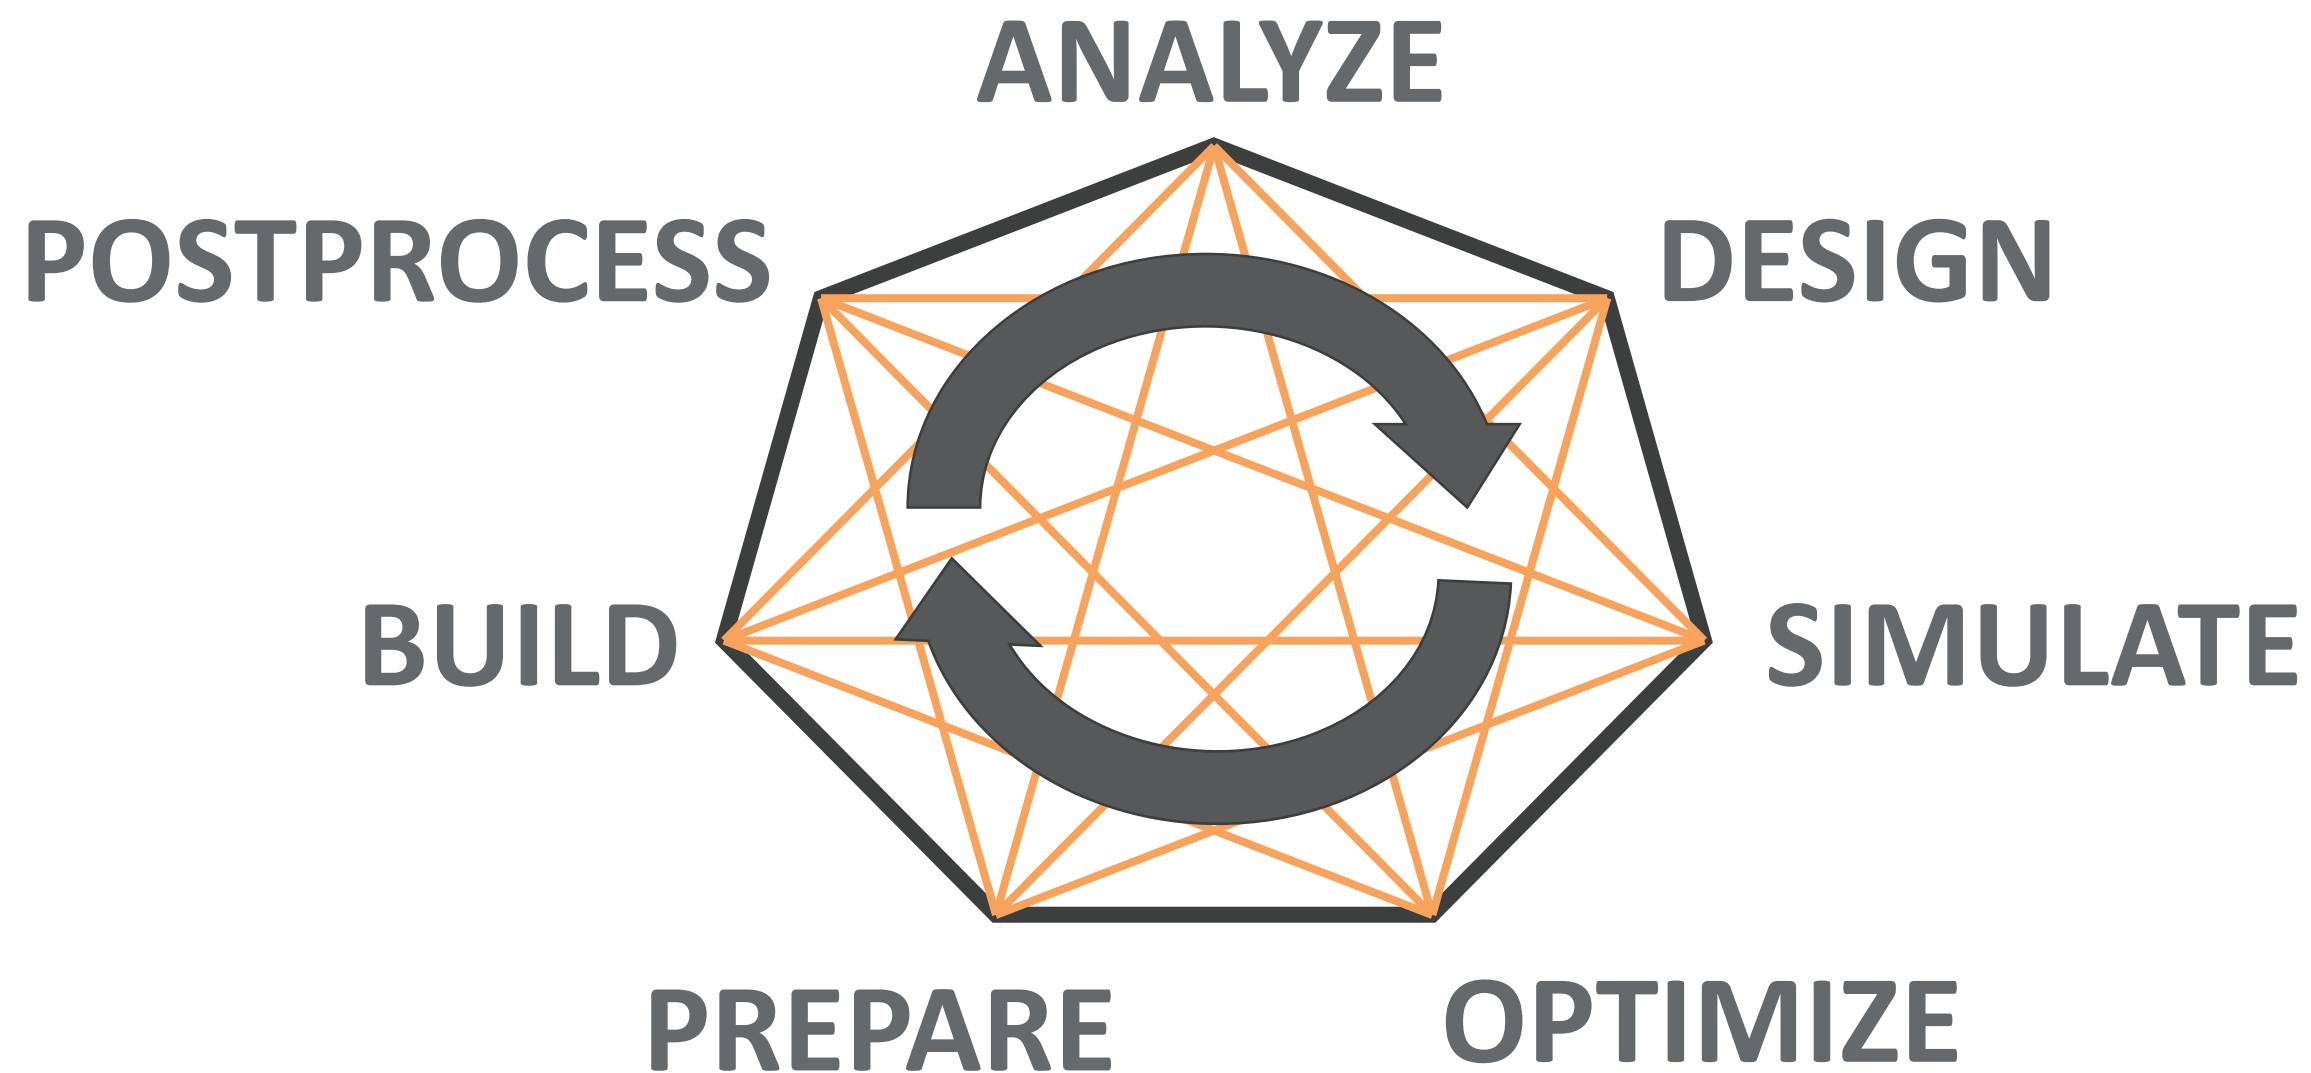 ANALYZE
POSTPROCESS
DESIGN
BUILD
SIMULATE
PREPARE
OPTIMIZE